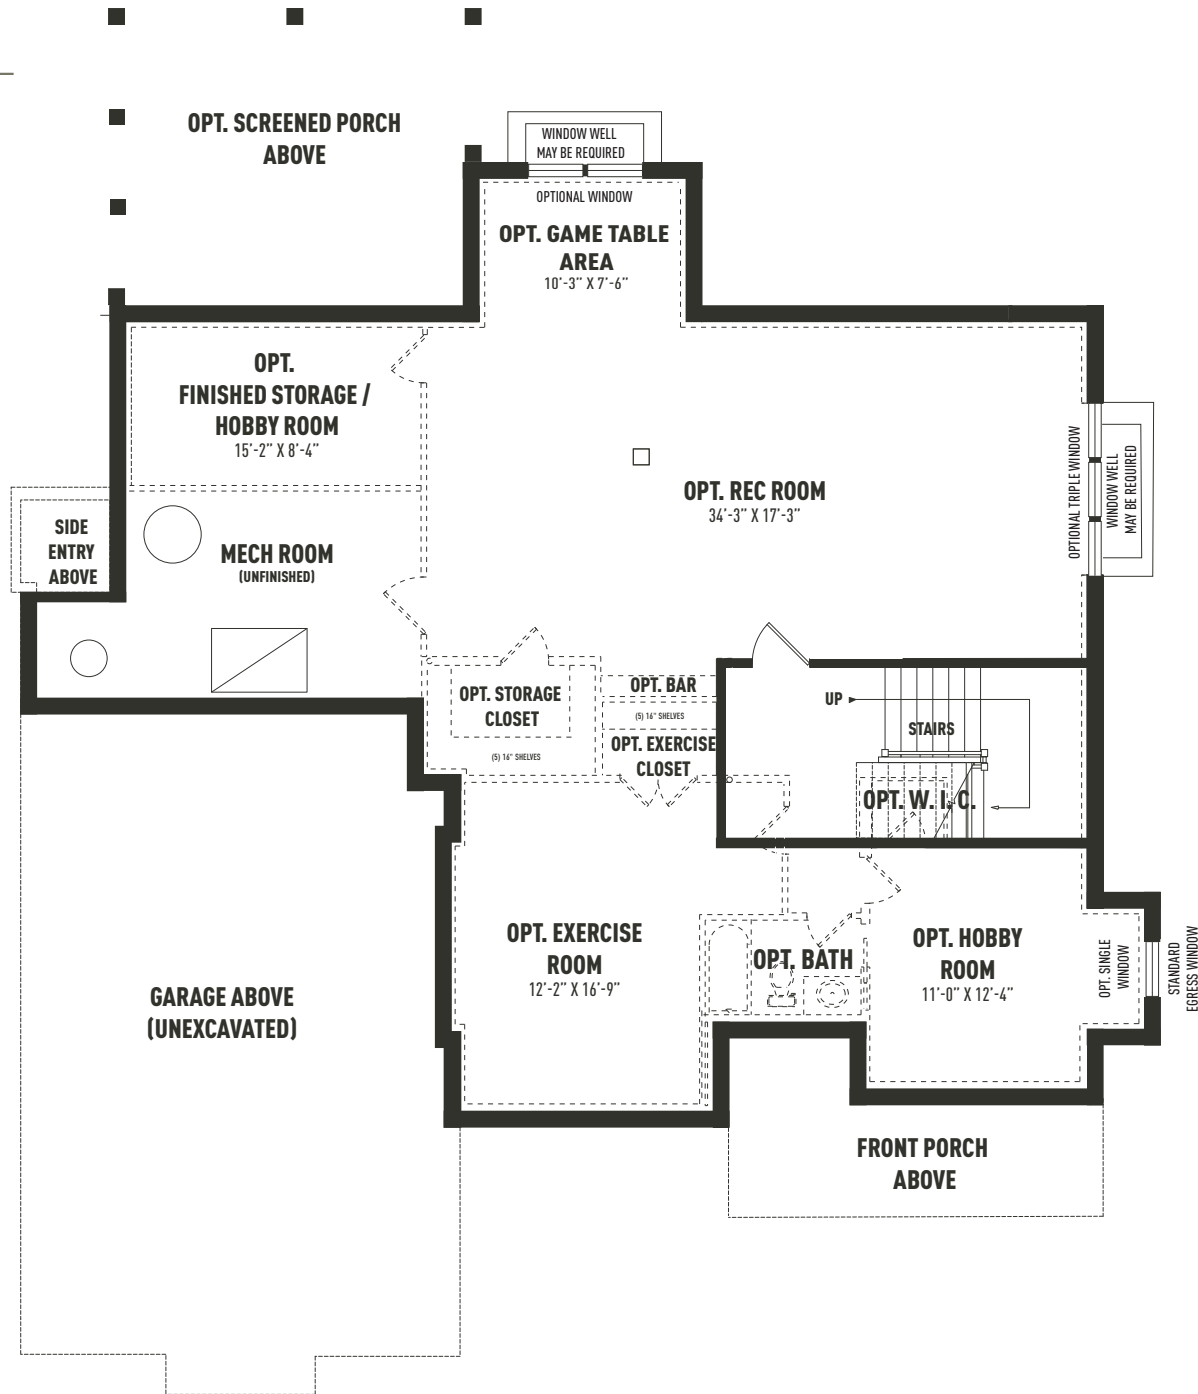 OPT. SCREENED PORCH
ABOVE
WINDOW WELL
MAY BE REQUIRED
OPTIONAL WINDOW
OPT. GAME TABLE
AREA
10'-3" X 7'-6"
OPT.
FINISHED STORAGE /
HOBBY ROOM
15'-2" X 8'-4"
OPT. REC ROOM
34'-3" X 17'-3"
OPTIONAL TRIPLE WINDOW
WINDOW WELL
MAY BE REQUIRED
SIDE
ENTRY
ABOVE
MECH ROOM
(UNFINISHED)
OPT. STORAGE
CLOSET
(5) 16" SHELVES
OPT. BAR
(5) 16" SHELVES
OPT. EXERCISE
CLOSET
UP
STAIRS
OPT. W. I. C.
OPT. EXERCISE
ROOM
12'-2" X 16'-9"
OPT. BATH
OPT. HOBBY
ROOM
11'-0" X 12'-4"
OPT. SINGLE
WINDOW
STANDARD
EGRESS WINDOW
GARAGE ABOVE
(UNEXCAVATED)
FRONT PORCH
ABOVE